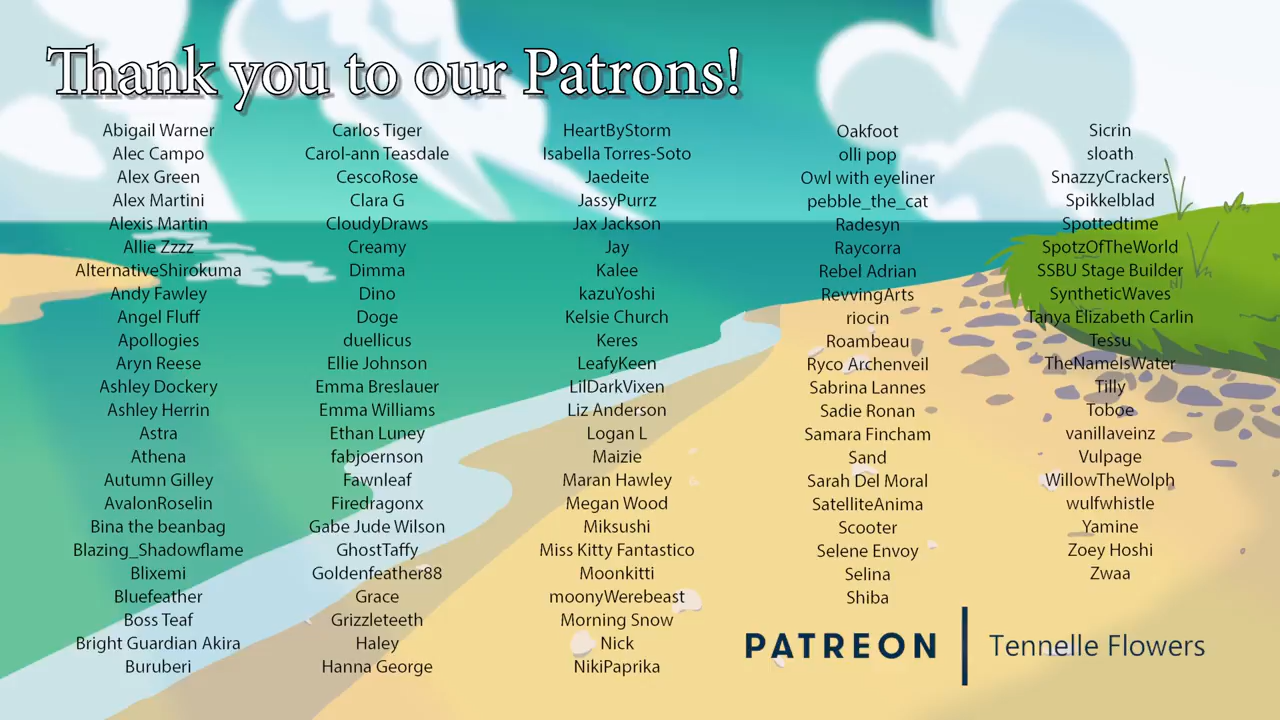 Thank you to our Patrons!
Abigail Warner
Alec Campo
Alex Green
Alex Martini
Alexis Martin
Allie Zzzz
AlternativeShirokuma
Andy Fawley
Angel Fluff
Apollogies
Aryn Reese
Ashley Dockery
Ashley Herrin
Astra
Athena
Autumn Gilley
AvalonRoselin
Bina the beanbag
Blazing_Shadowflame
Blixemi
Bluefeather
Boss Teaf
Bright Guardian Akira
Buruberi
Carlos Tiger
Carol-ann Teasdale
CescoRose
Clara G
CloudyDraws
Creamy
Dimma
Dino
Doge
duellicus
Ellie Johnson
Emma Breslauer
Emma Williams
Ethan Luney
fabjoernson
Fawnleaf
Firedragonx
Gabe Jude Wilson
GhostTaffy
Goldenfeather88
Grace
Grizzleteeth
Haley
Hanna George
HeartByStorm
Isabella Torres-Soto
Jaedeite
JassyPurrz
Jax Jackson
Jay
Kalee
kazuYoshi
Kelsie Church
Keres
LeafyKeen
LilDarkVixen
Liz Anderson
Logan L
Maizie
Maran Hawley
Megan Wood
Miksushi
Miss Kitty Fantastico
Moonkitti
moonyWerebeast
Morning Snow
Nick
NikiPaprika
Oakfoot
olli pop
Owl with eyeliner
pebble_the_cat
Radesyn
Raycorra
Rebel Adrian
RevvingArts
riocin
Roambeau
Ryco Archenveil
Sabrina Lannes
Sadie Ronan
Samara Fincham
Sand
Sarah Del Moral
SatelliteAnima
Scooter
Selene Envoy
Selina
Shiba
Sicrin
sloath
SnazzyCrackers
Spikkelblad
Spottedtime
SpotzOfTheWorld
SSBU Stage Builder
SyntheticWaves
Tanya Elizabeth Carlin
Tessu
TheNameIsWater
Tilly
Toboe
vanillaveinz
Vulpage
WillowTheWolph
wulfwhistle
Yamine
Zoey Hoshi
Zwaa
PATREON | Tennelle Flowers